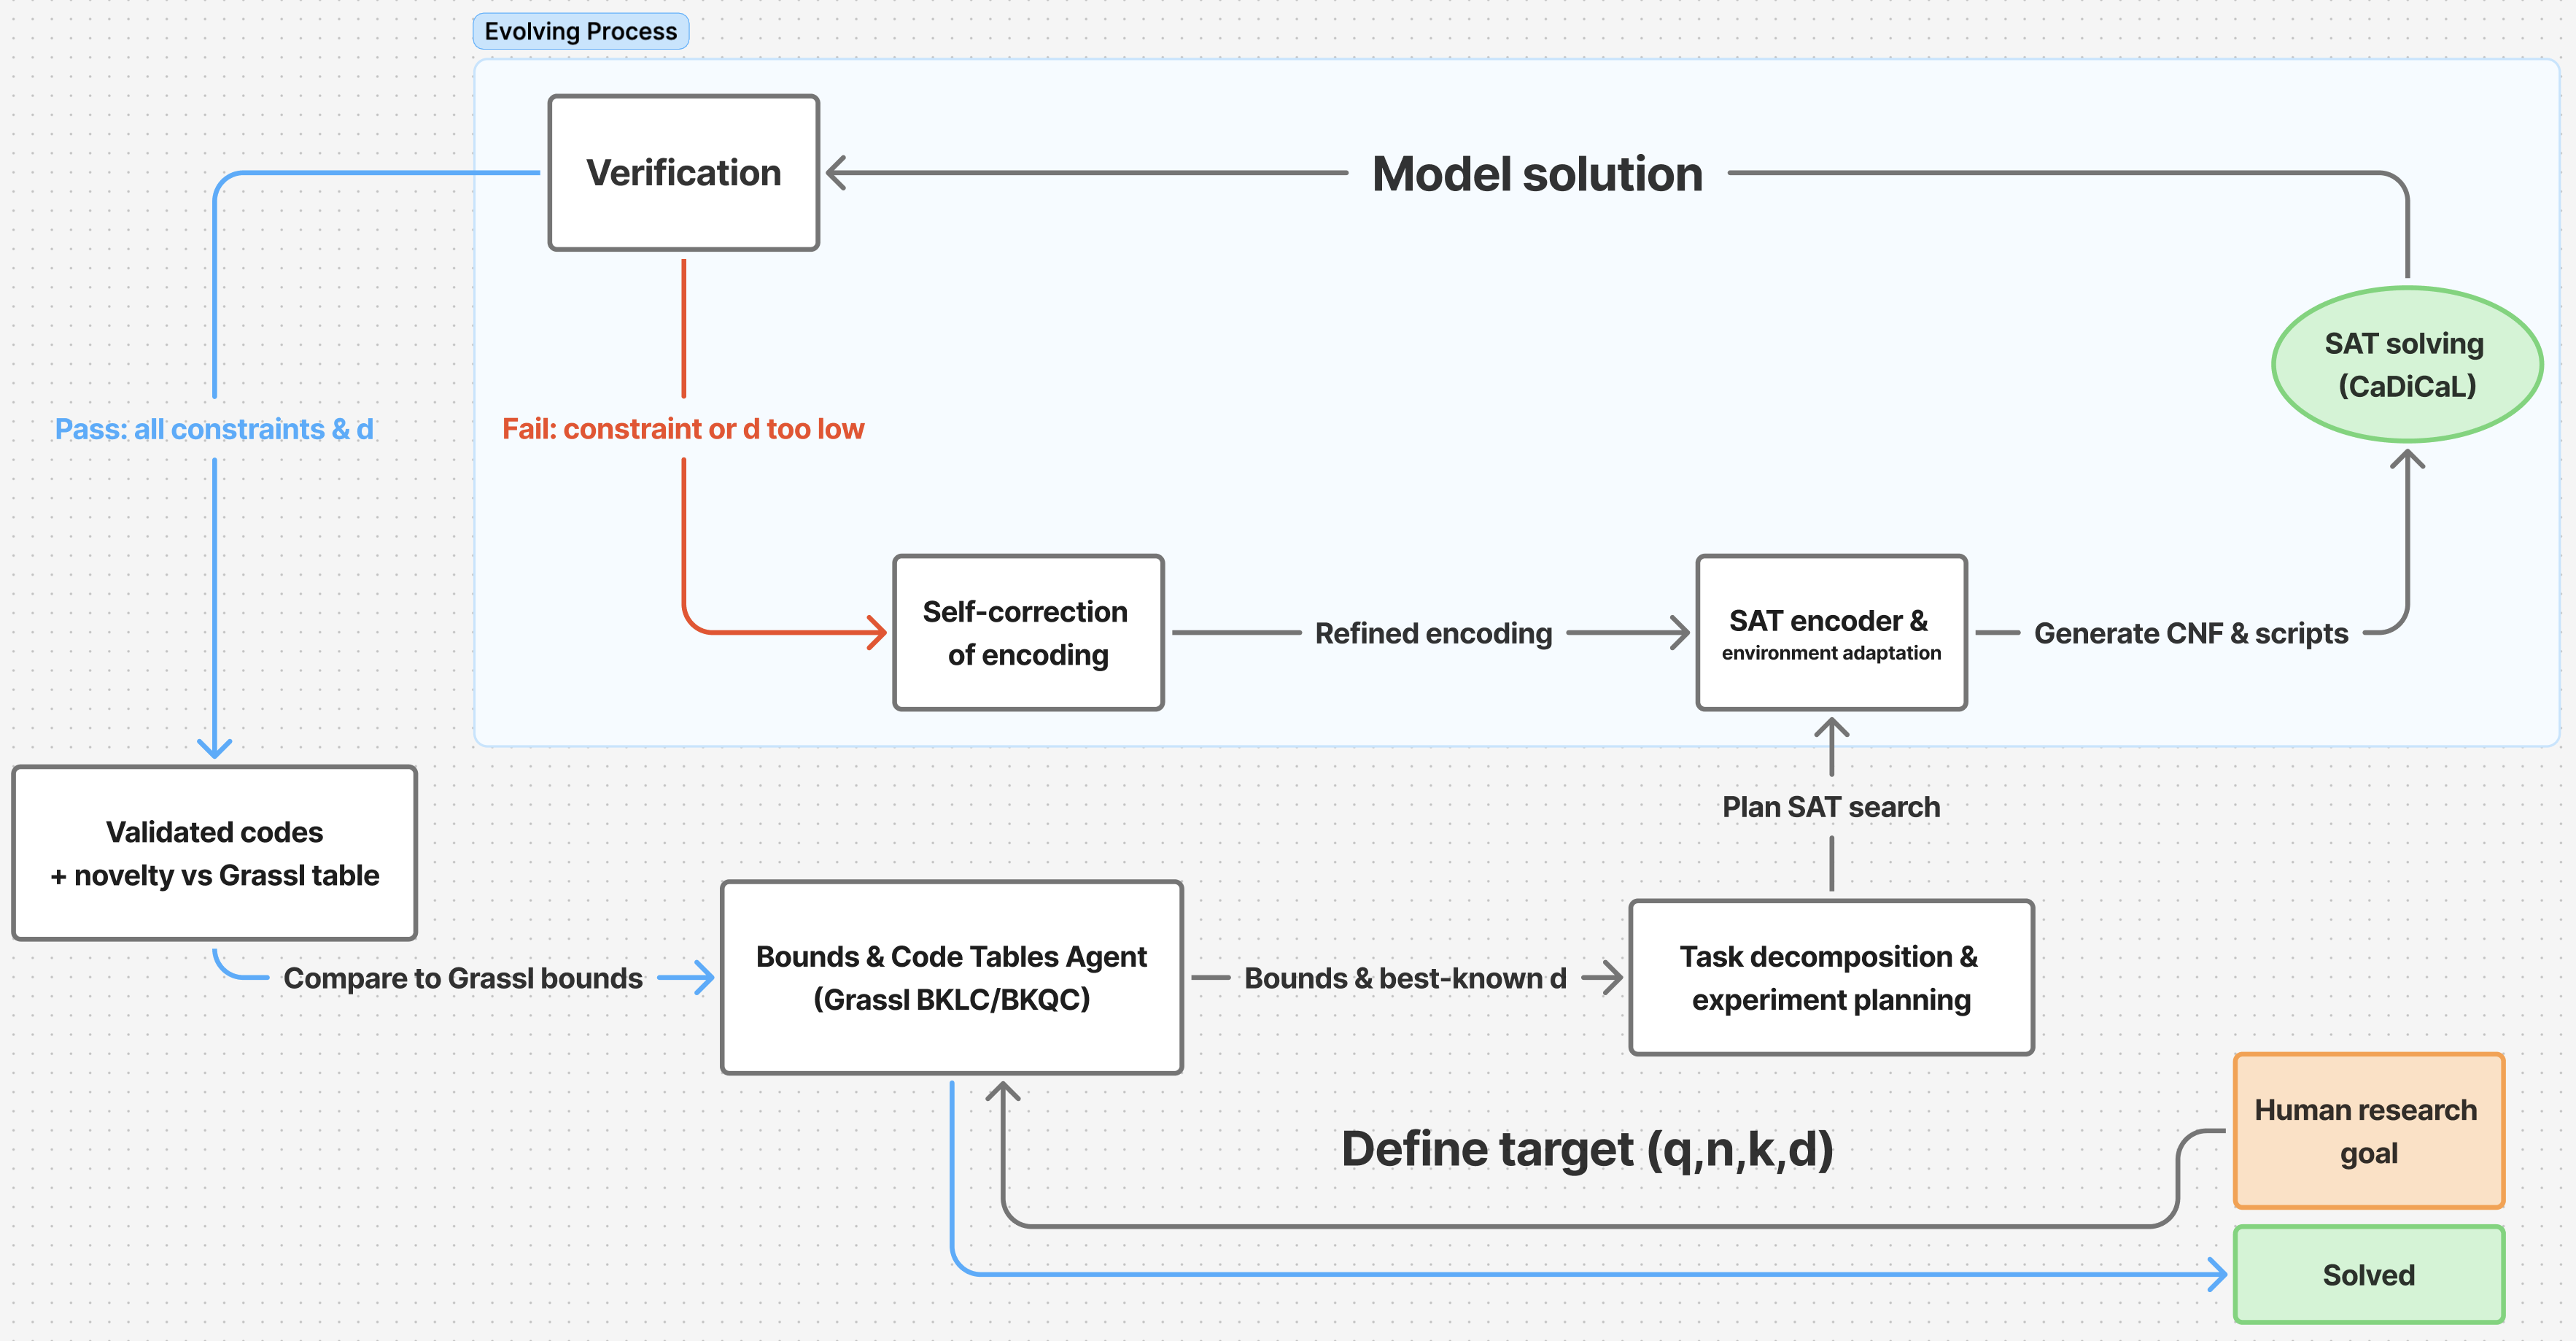 Evolving Process
Verification
Model solution
SAT solving
(CaDiCaL)
Pass: all constraints & d
Fail: constraint or d too low
Self-correction
of encoding
Refined encoding
SAT encoder &
environment adaptation
Generate CNF & scripts
Plan SAT search
Validated codes
+ novelty vs Grassl table
Compare to Grassl bounds
Bounds & Code Tables Agent
(Grassl BKLC/BKQC)
Bounds & best-known d
Task decomposition &
experiment planning
Define target (q,n,k,d)
Human research
goal
Solved